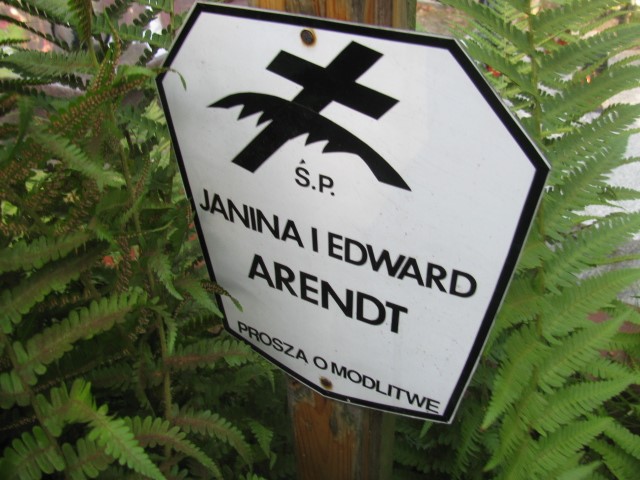 Ś.P.
JANINA I EDWARD
ARENDT
PROSZA O MODLITWE